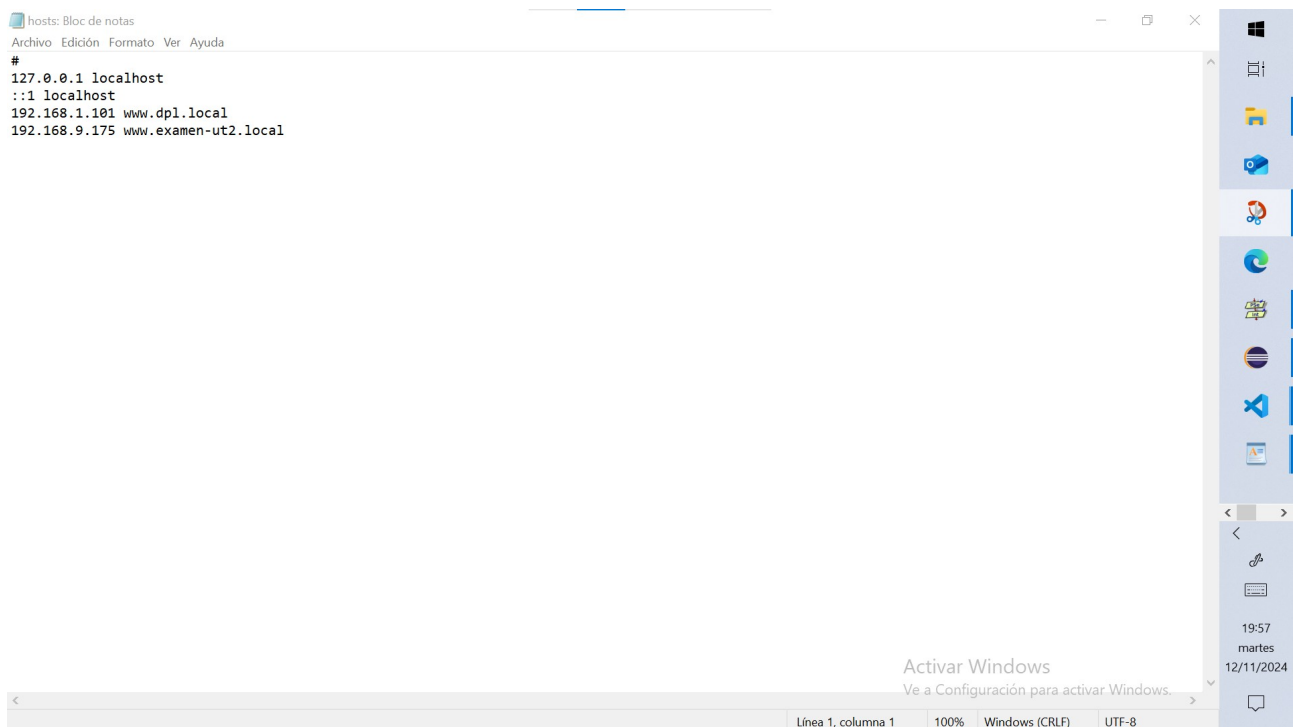 hosts: Bloc de notas
Archivo Edición Formato Ver Ayuda
#
127.0.0.1 localhost
::1 localhost
192.168.1.101 www.dpl.local
192.168.9.175 www.examen-ut2.local
19:57
martes
12/11/2024
Activar Windows
Ve a Configuración para activar Windows.
Línea 1, columna 1 100% Windows (CRLF) UTF-8